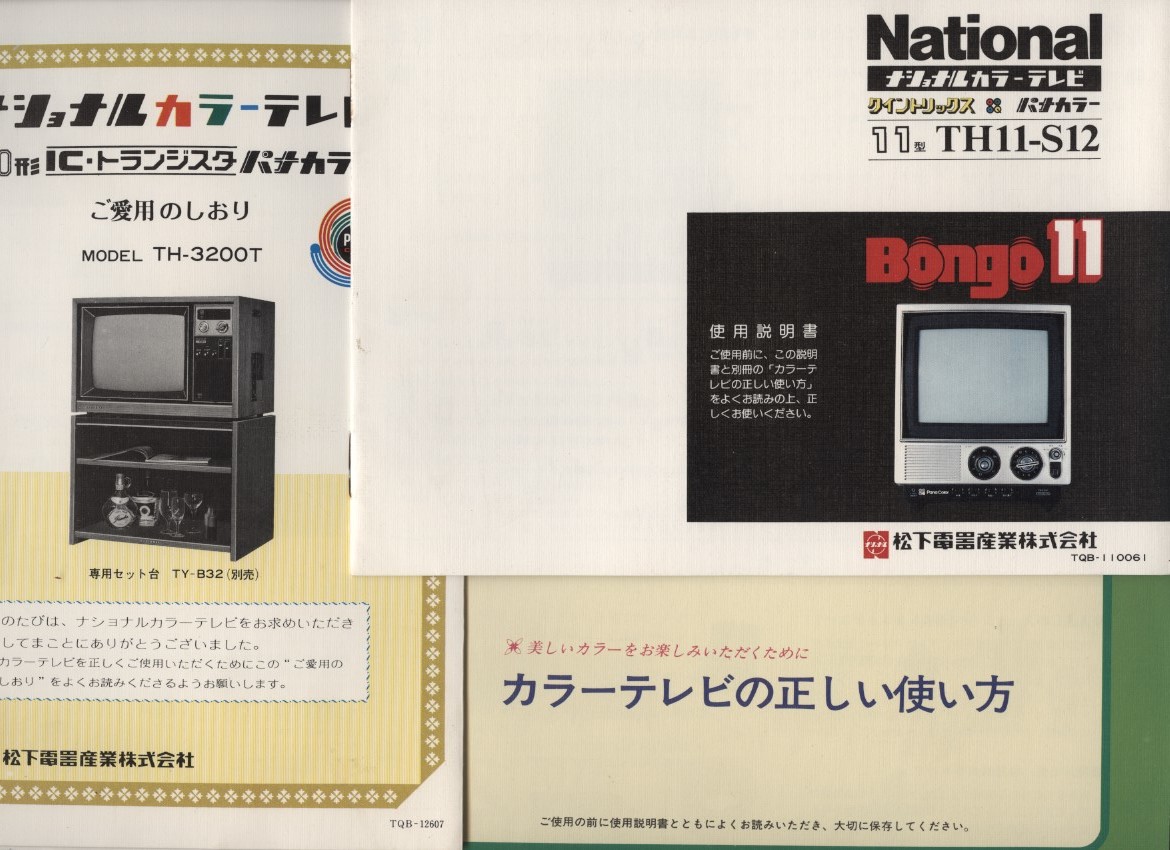 ナショナルカラーテレビ
形 IC・トランジスタ パナカラ
ご愛用のしおり
MODEL TH-3200T
専用セット台 TY-B32(別売)
のたびは、ナショナルカラーテレビをお求めいただき
してまことにありがとうございました。
カラーテレビを正しくご使用いただくためにこの“ご愛用の
しおり”をよくお読みくださるようお願いします。
松下電器産業株式会社
TQB-12607
National
ナショナルカラーテレビ
クイントリックス パナカラー
11型 TH11-S12
Bongo 11
使用説明書
ご使用前に、この説明
書と別冊の「カラーテ
レビの正しい使い方」
をよくお読みの上、正
しくお使いください。
PanaColor
ナショナル
松下電器産業株式会社
TQB-110061
美しいカラーをお楽しみいただくために
カラーテレビの正しい使い方
ご使用の前に使用説明書とともによくお読みいただき、大切に保存してください。